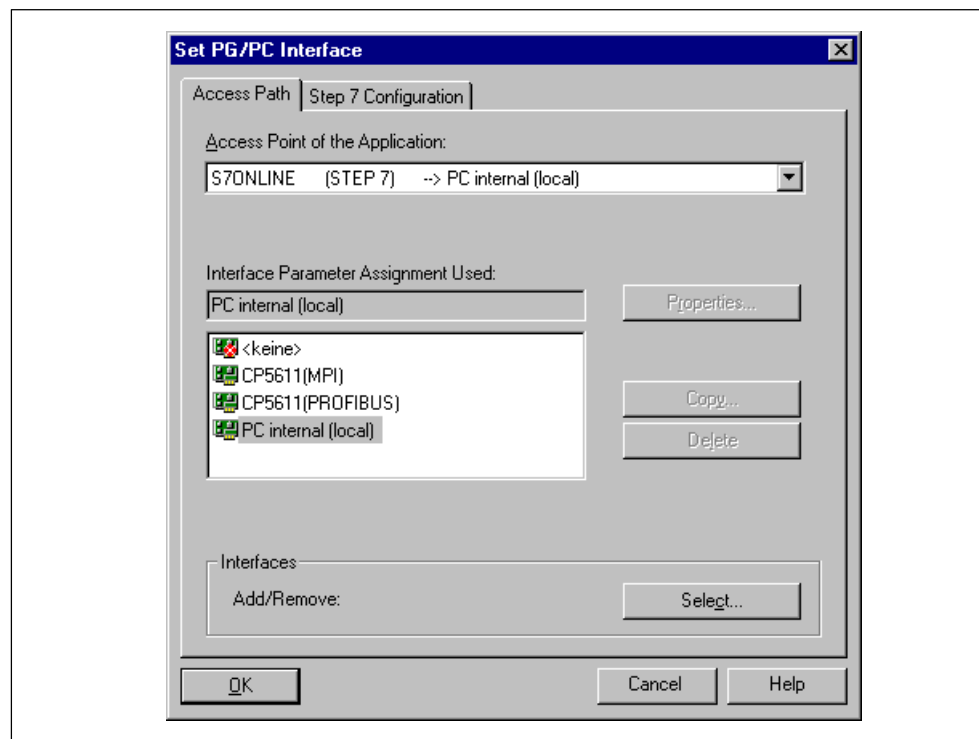 Set PG/PC Interface
Access Path
Step 7 Configuration
Access Point of the Application:
S7ONLINE (STEP 7) --> PC internal (local)
Interface Parameter Assignment Used:
PC internal (local)
Properties...
<keine>
CP5611(MPI)
CP5611(PROFIBUS)
PC internal (local)
Copy...
Delete
Interfaces
Add/Remove:
Select...
OK
Cancel
Help